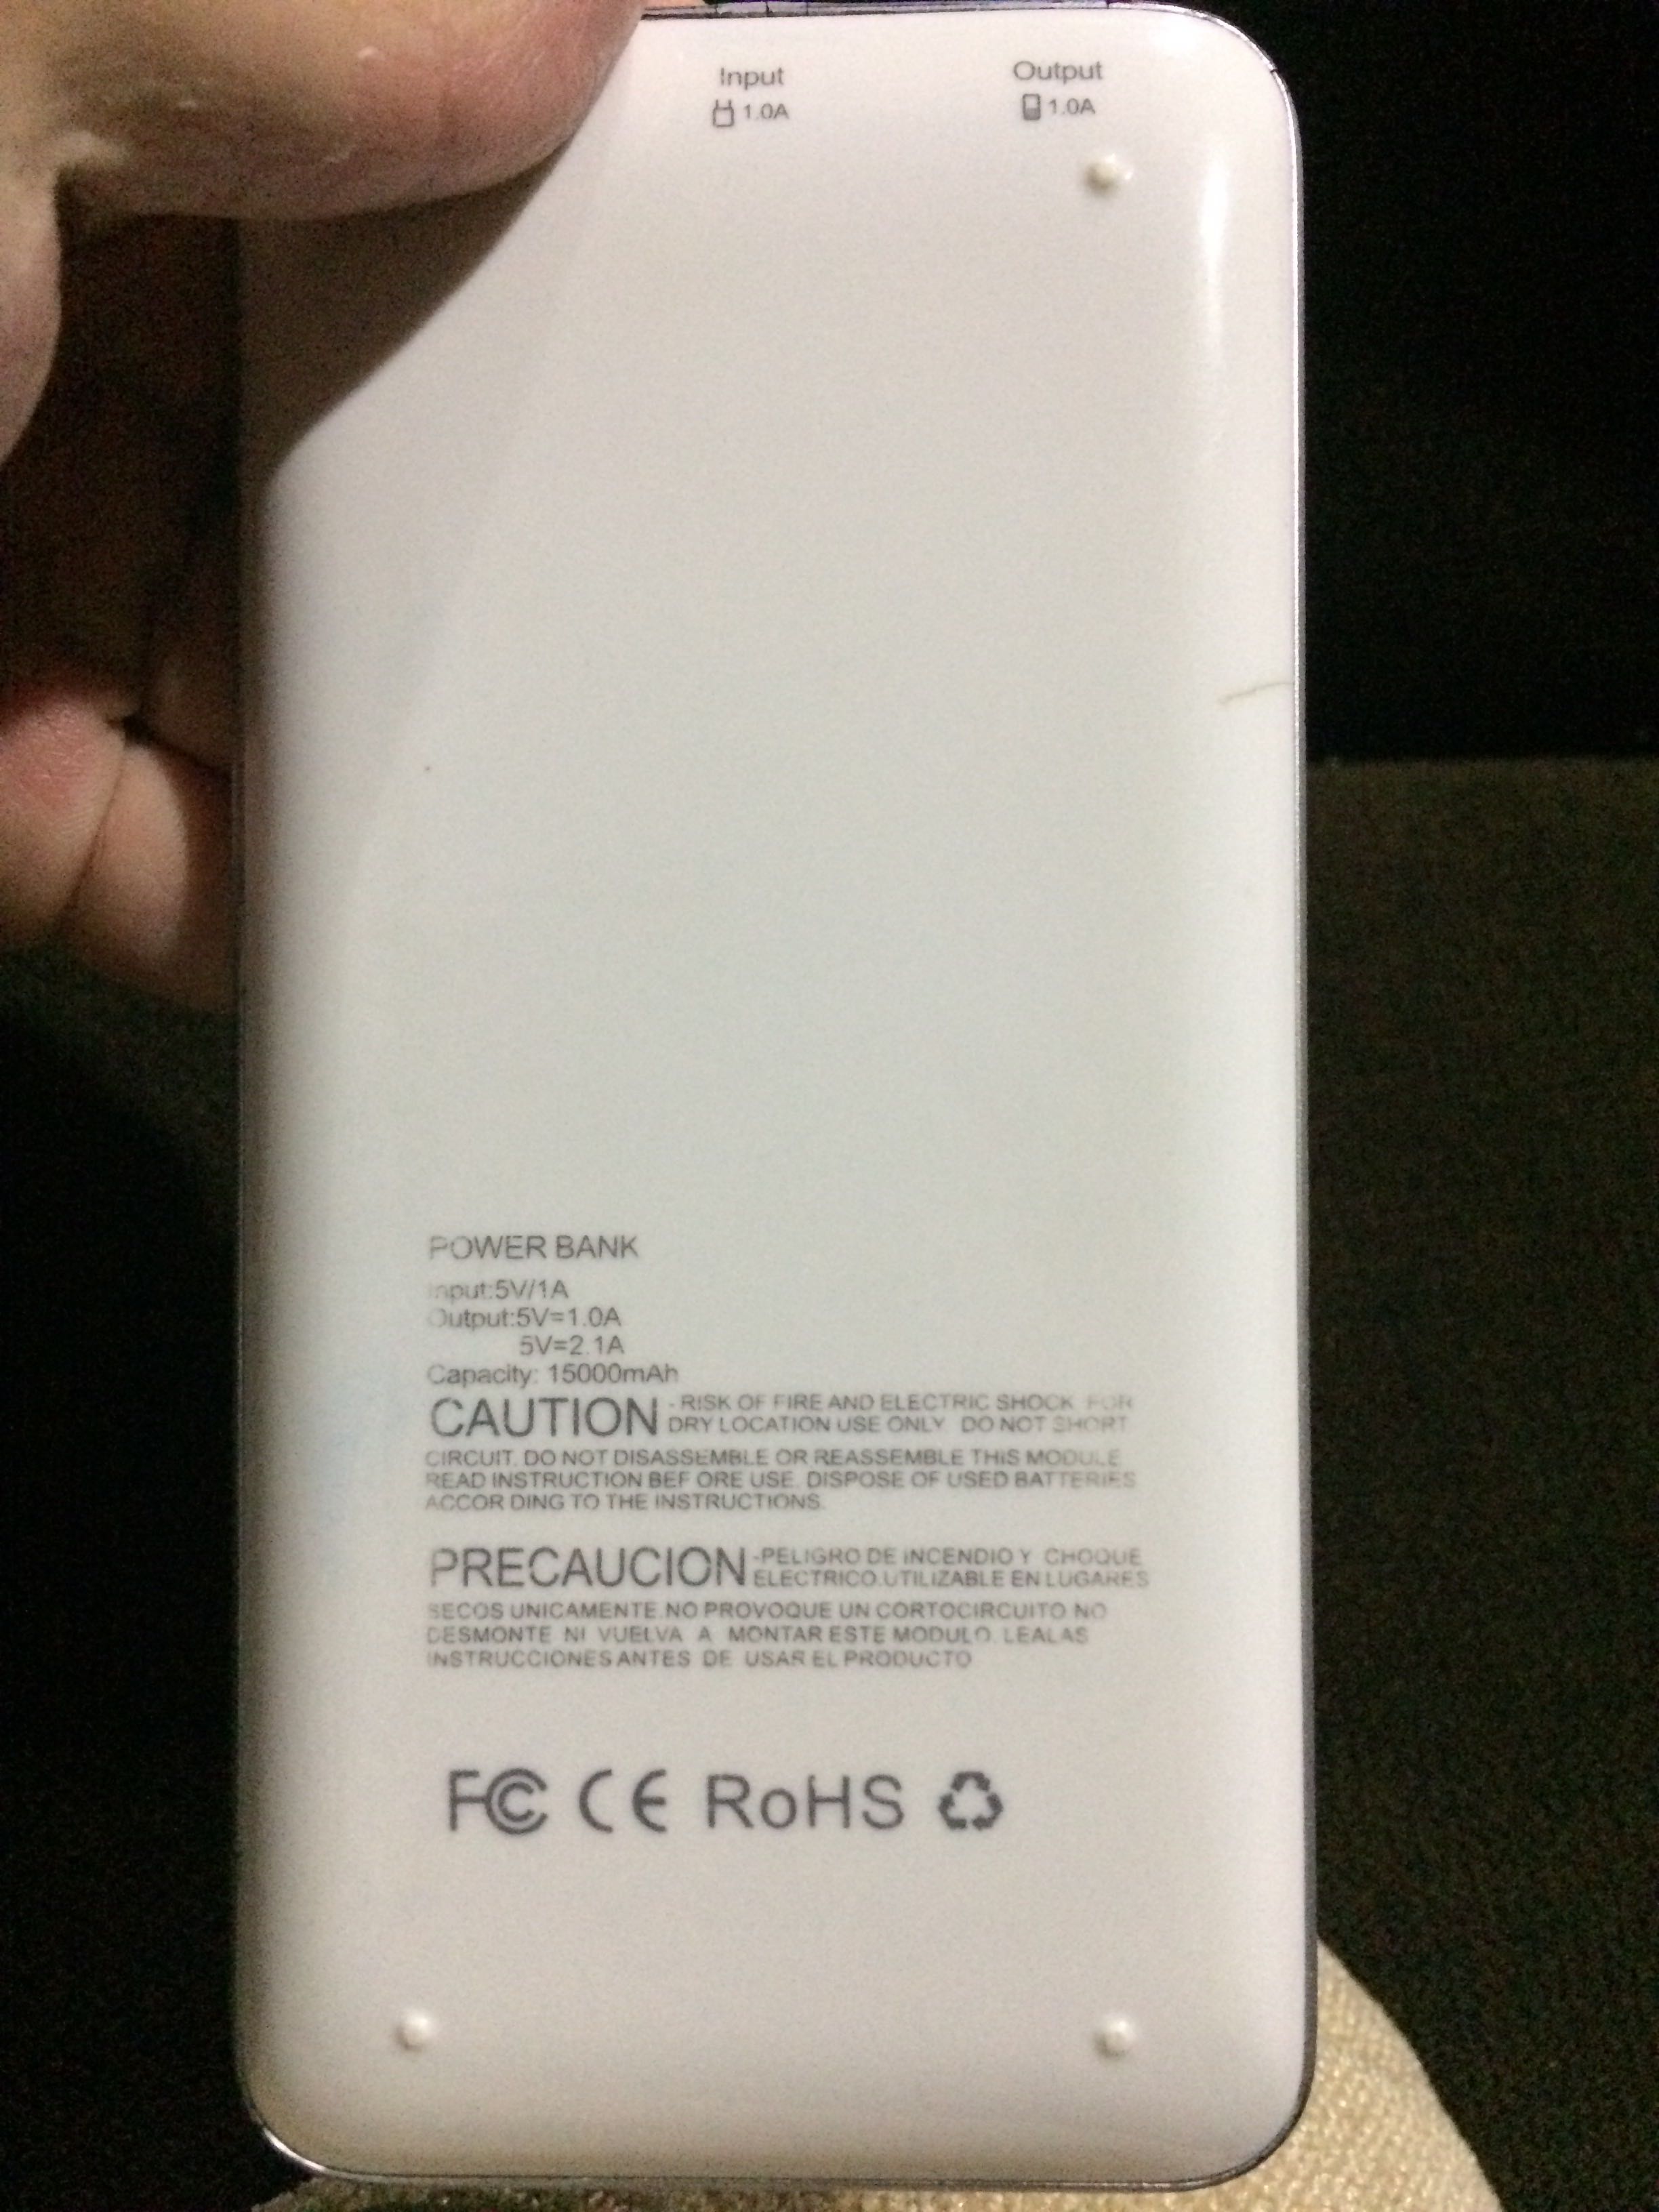 Input
Output
1.0A
1.0A
POWER BANK
Input:5V/1A
Output:5V=1.0A
5V=2.1A
Capacity: 15000mAh
CAUTION - RISK OF FIRE AND ELECTRIC SHOCK FOR
DRY LOCATION USE ONLY DO NOT SHORT
CIRCUIT. DO NOT DISASSEMBLE OR REASSEMBLE THIS MODULE
READ INSTRUCTION BEF ORE USE. DISPOSE OF USED BATTERIES
ACCOR DING TO THE INSTRUCTIONS.
PRECAUCION -PELIGRO DE INCENDIO Y CHOQUE
ELECTRICO.UTILIZABLE EN LUGARES
SECOS UNICAMENTE.NO PROVOQUE UN CORTOCIRCUITO NO
DESMONTE NI VUELVA A MONTAR ESTE MODULO. LEALAS
INSTRUCCIONES ANTES DE USAR EL PRODUCTO
FC CE RoHS